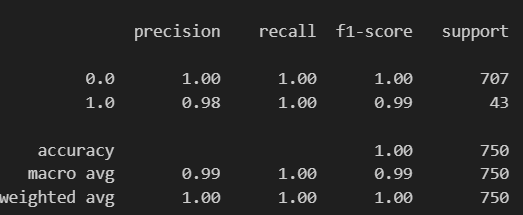 precision recall f1-score support
0.0 1.00 1.00 1.00 707
1.0 0.98 1.00 0.99 43
accuracy 1.00 750
macro avg 0.99 1.00 0.99 750
weighted avg 1.00 1.00 1.00 750